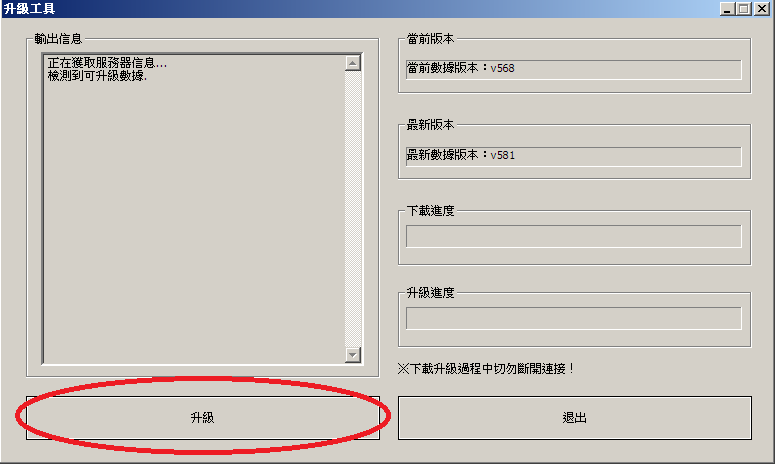 升級工具
輸出信息
正在獲取服務器信息...
檢測到可升級數據.
當前版本
當前數據版本：v568
最新版本
最新數據版本：v581
下載進度
升級進度
※下載升級過程中切勿斷開連接！
升級
退出